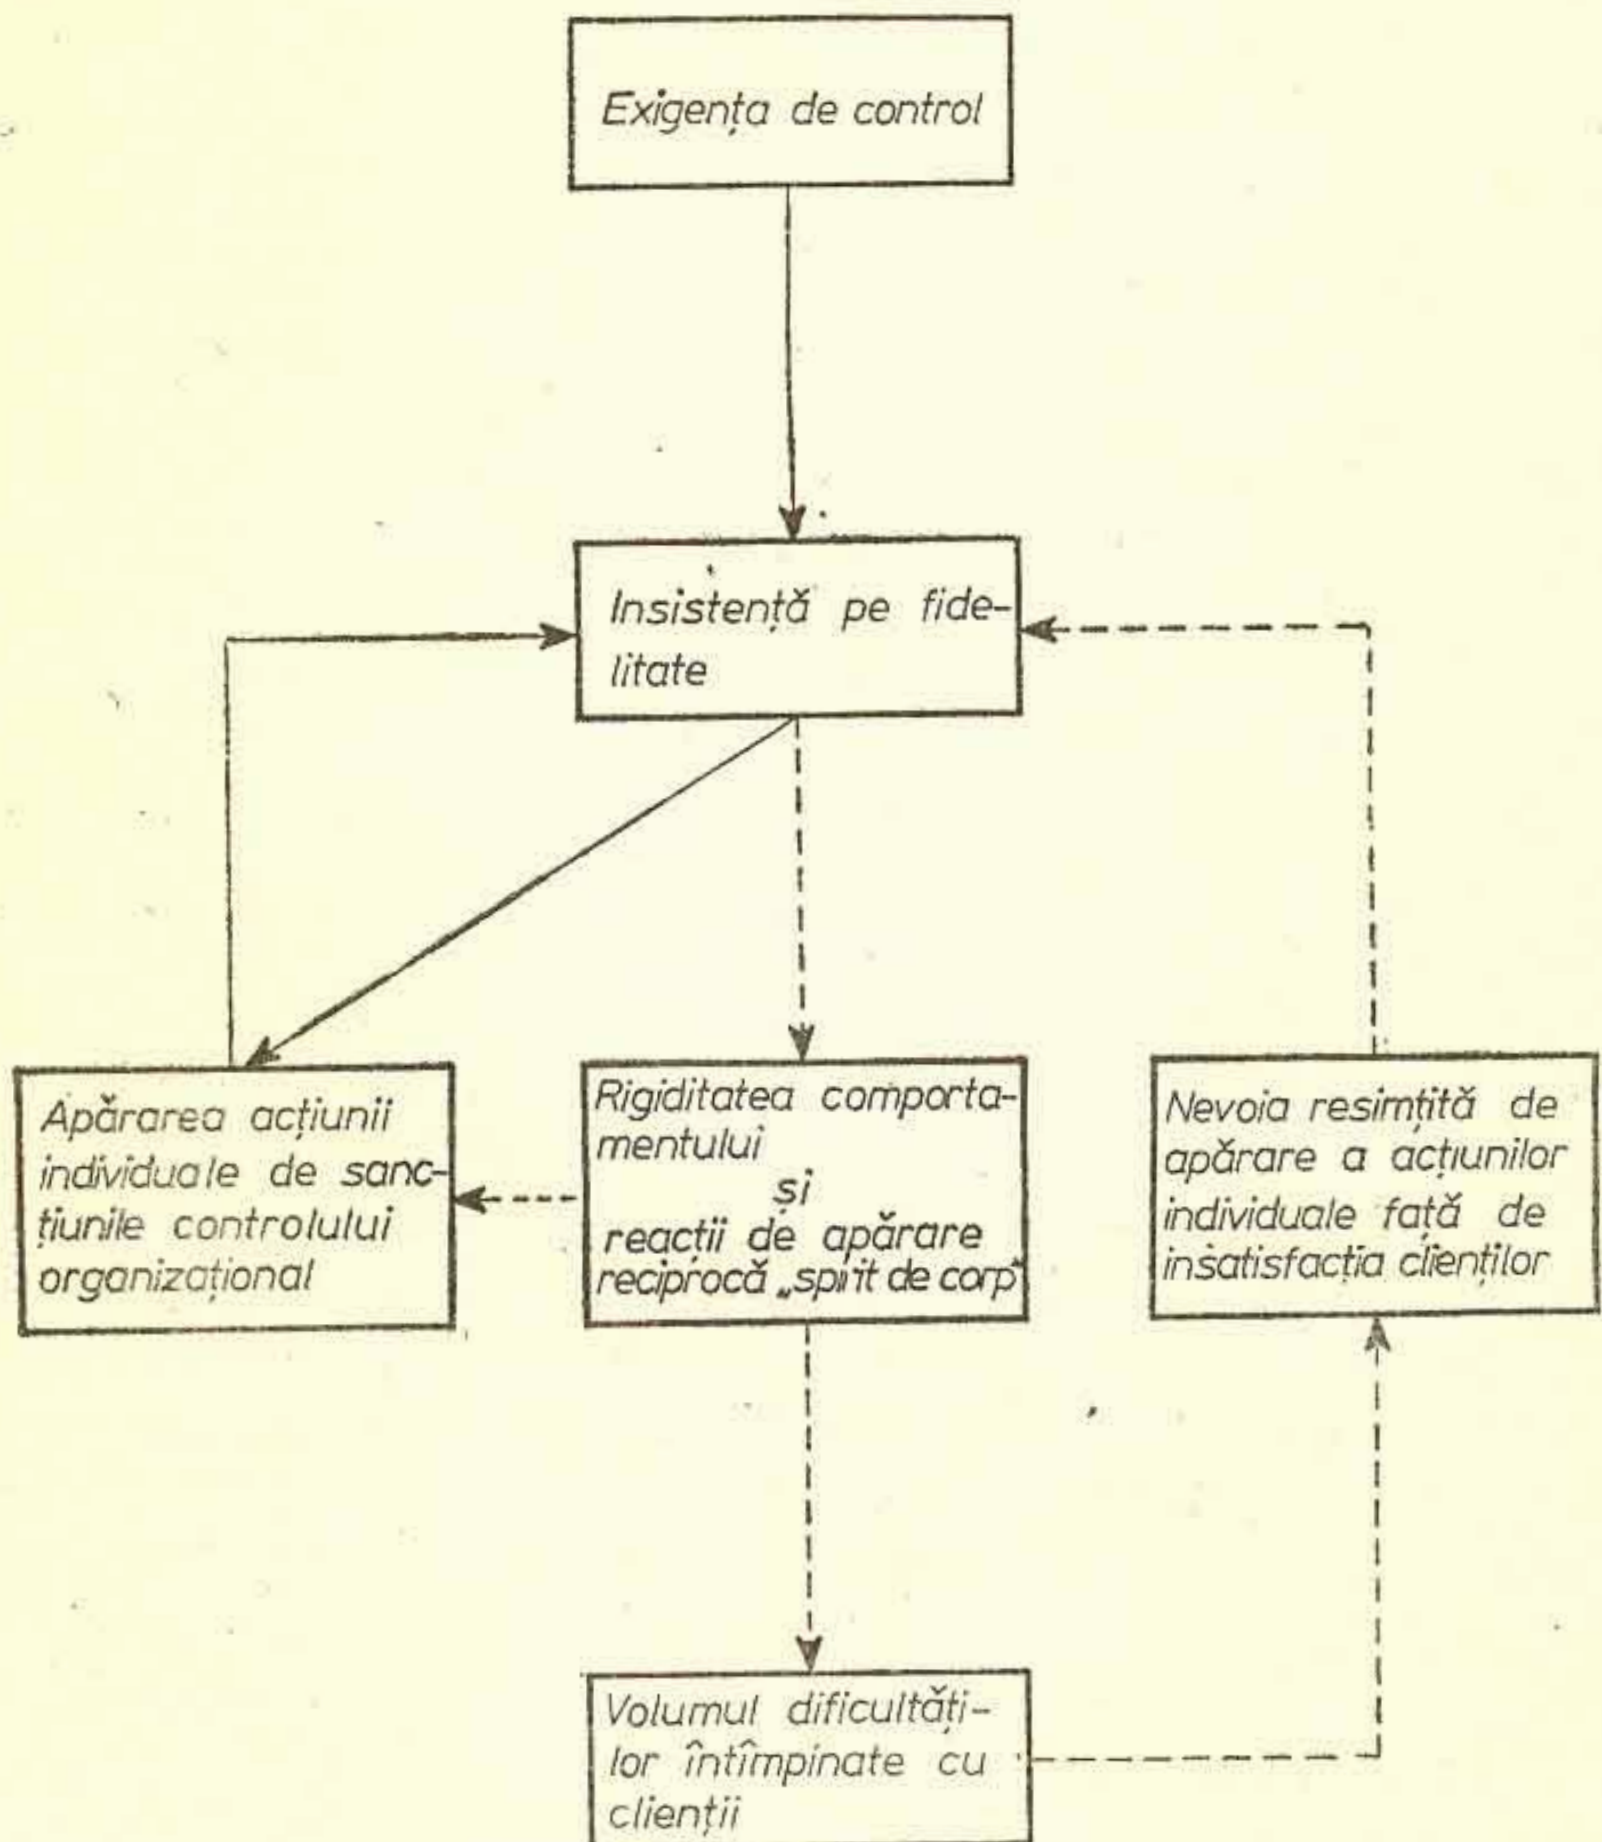 Exigența de control
Insistență pe fide-
litate
Apărarea acțiunii
individuale de sanc-
țiunile controlului
organizațional
Rigiditatea comporta-
mentului
și
reacții de apărare
reciprocă „spirit de corp”
Nevoia resimțită de
apărare a acțiunilor
individuale față de
insatisfacția clienților
Volumul dificultăți-
lor întîmpinate cu
clienții